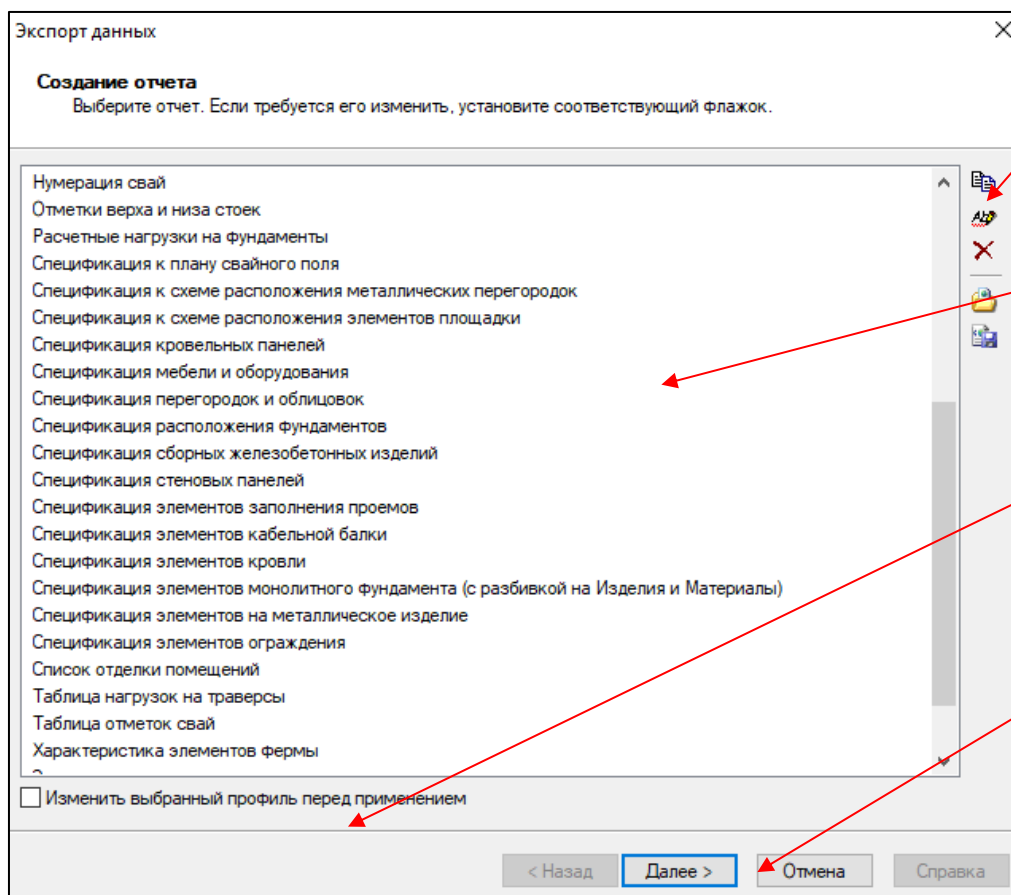 Экспорт данных
Создание отчета
Выберите отчет. Если требуется его изменить, установите соответствующий флажок.
Нумерация свай
Отметки верха и низа стоек
Расчетные нагрузки на фундаменты
Спецификация к плану свайного поля
Спецификация к схеме расположения металлических перегородок
Спецификация к схеме расположения элементов площадки
Спецификация кровельных панелей
Спецификация мебели и оборудования
Спецификация перегородок и облицовок
Спецификация расположения фундаментов
Спецификация сборных железобетонных изделий
Спецификация стеновых панелей
Спецификация элементов заполнения проемов
Спецификация элементов кабельной балки
Спецификация элементов кровли
Спецификация элементов монолитного фундамента (с разбивкой на Изделия и Материалы)
Спецификация элементов на металлическое изделие
Спецификация элементов ограждения
Список отделки помещений
Таблица нагрузок на траверсы
Таблица отметок свай
Характеристика элементов фермы
Изменить выбранный профиль перед применением
< Назад Далее > Отмена Справка